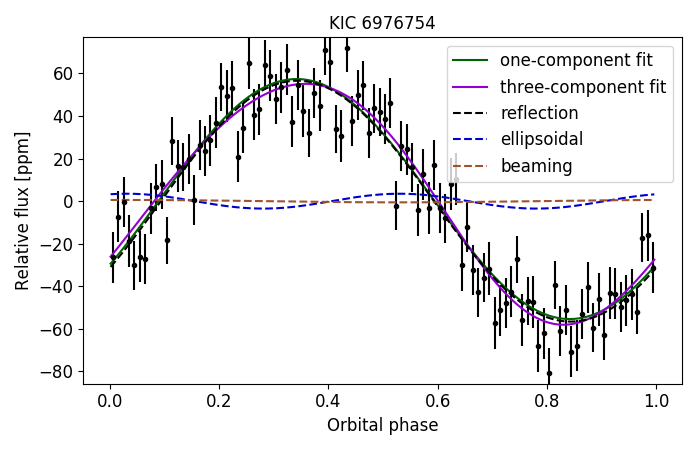 KIC 6976754
one-component fit
three-component fit
reflection
ellipsoidal
beaming
60
40
20
0
−20
−40
−60
−80
Relative flux [ppm]
0.0 0.2 0.4 0.6 0.8 1.0
Orbital phase